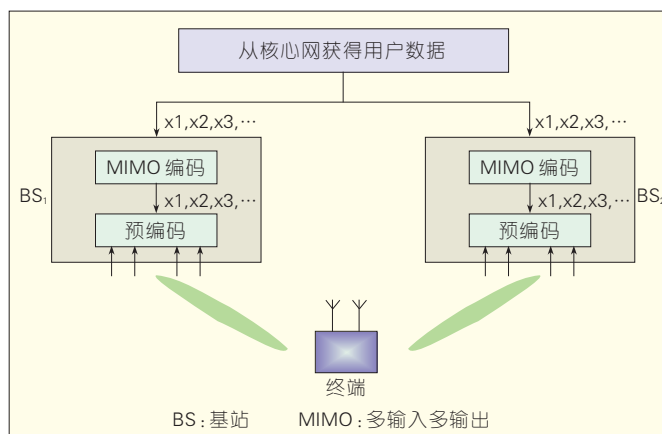 从核心网获得用户数据
x1,x2,x3,…
x1,x2,x3,…
BS₁
MIMO 编码
x1,x2,x3,…
预编码
MIMO 编码
x1,x2,x3,…
预编码
BS₂
终端
BS:基站 MIMO:多输入多输出